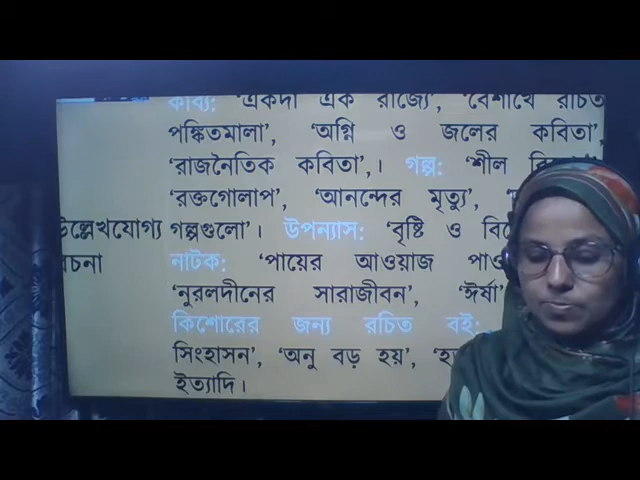 কাব্য: 'একদা এক রাজ্যে', 'বৈশাখে রচিত
পঙ্কিতমালা', 'অগ্নি ও জলের কবিতা',
'রাজনৈতিক কবিতা',। গল্প: 'শীল
'রক্তগোলাপ', 'আনন্দের মৃত্যু',
উল্লেখযোগ্য গল্পগুলো'। উপন্যাস: 'বৃষ্টি ও
রচনা নাটক: 'পায়ের আওয়াজ
'নুরলদীনের সারাজীবন', 'ঈর্ষা'
কিশোরের জন্য রচিত বই:
সিংহাসন', 'অনু বড় হয়',
ইত্যাদি।